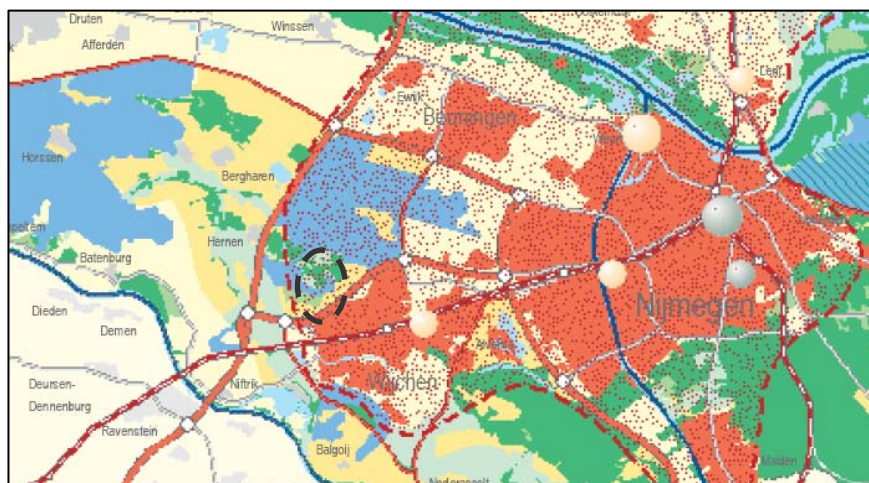 Druten
Winssen
Afferden
Ewijk
Beuningen
Lent
Horssen
Bergharen
Hernen
Batenburg
Dieden
Demen
Nijmegen
Wijchen
Deursen-
Dennenburg
Niftrik
Ravenstein
Balgoij
Malden